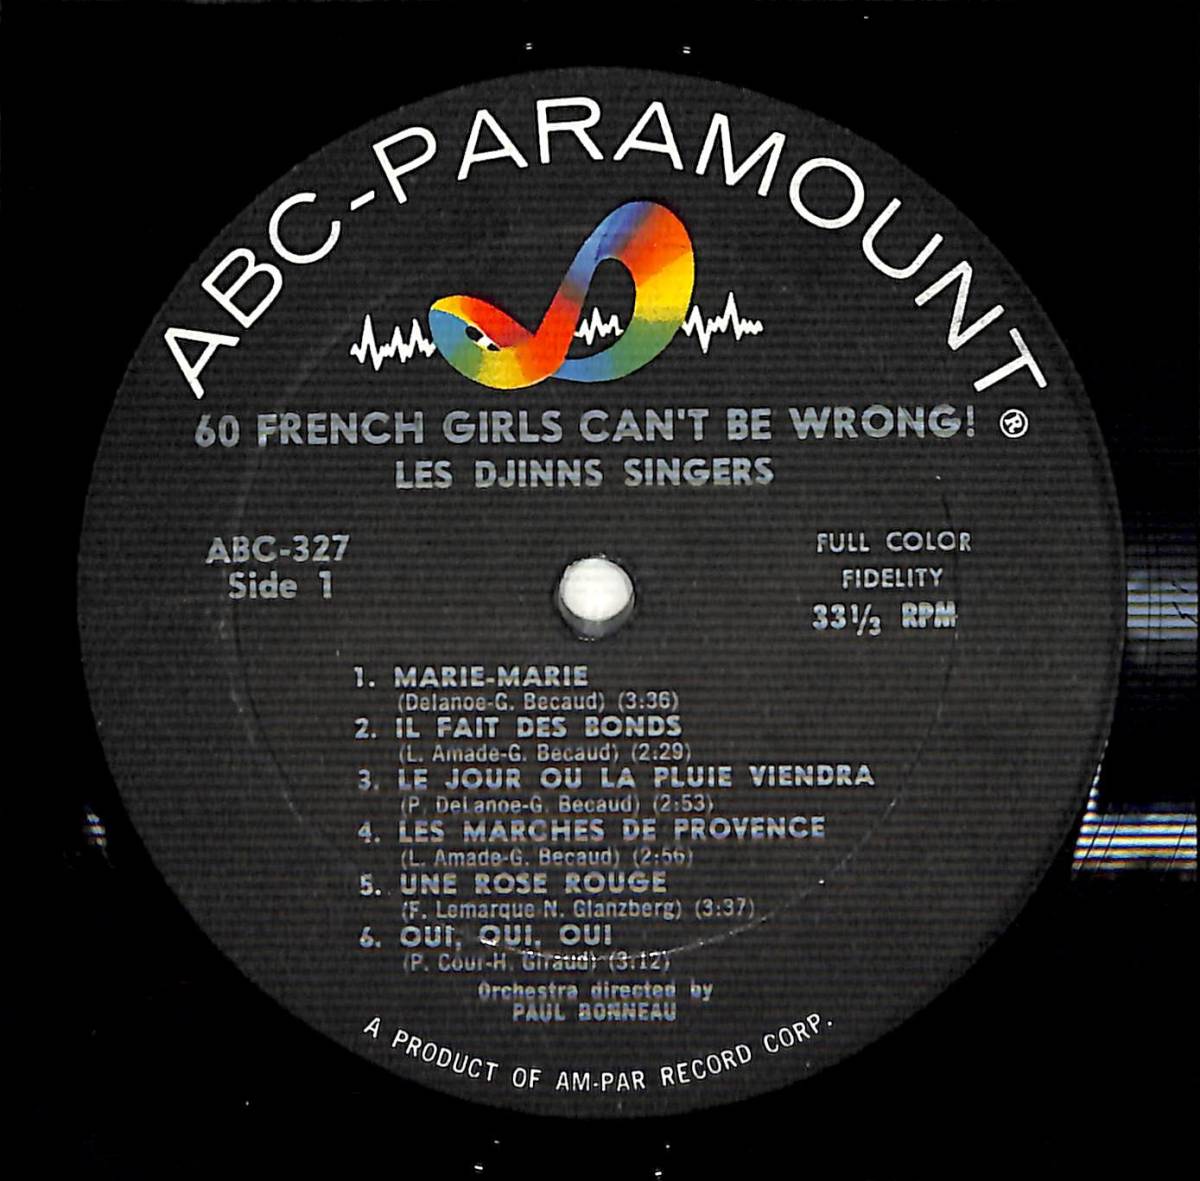 ABC-PARAMOUNT
60 FRENCH GIRLS CAN'T BE WRONG! ®
LES DJINNS SINGERS
ABC-327
Side 1
FULL COLOR
FIDELITY
33⅓ RPM
1. MARIE-MARIE
(Delanoe-G. Becaud) (3:36)
2. IL FAIT DES BONDS
(L. Amade-G. Becaud) (2:29)
3. LE JOUR OU LA PLUIE VIENDRA
(P. DeLanoe-G. Becaud) (2:53)
4. LES MARCHES DE PROVENCE
(L. Amade-G. Becaud) (2:56)
5. UNE ROSE ROUGE
(F. Lemarque-N. Glanzberg) (3:37)
6. OUI, OUI, OUI
(P. Cour-H. Giraud) (3:12)
Orchestra directed by
PAUL BONNEAU
A PRODUCT OF AM-PAR RECORD CORP.